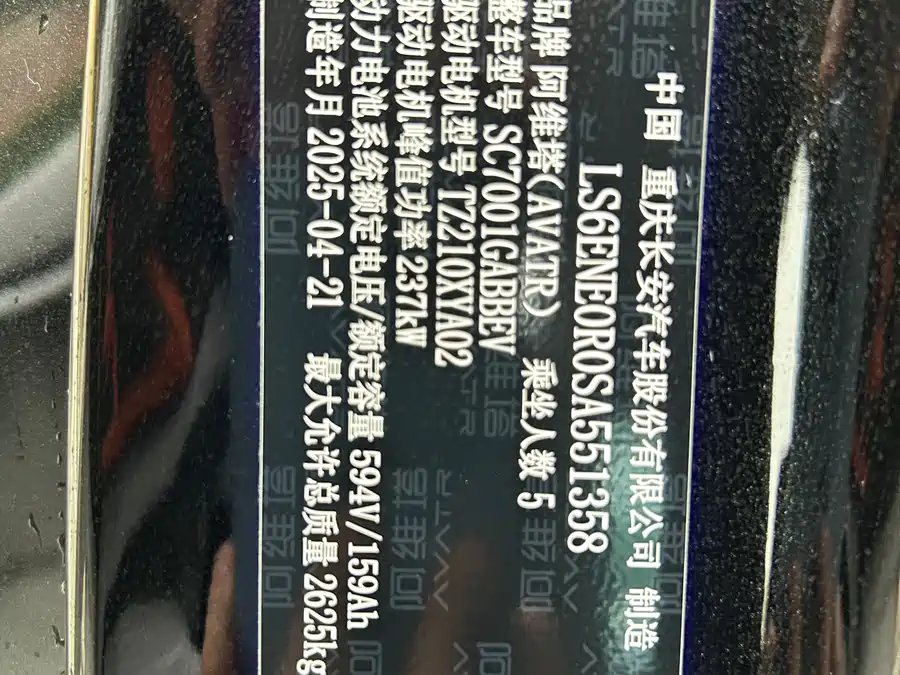 中国 重庆长安汽车股份有限公司 制造
LS6ENE0R0SA551358
品牌 阿维塔(AVATR) 乘坐人数 5
整车型号 SC7001GABBEV
驱动电机型号 TZ210XYA02
驱动电机峰值功率 237kW
动力电池系统额定电压/额定容量 594V/159Ah
制造年月 2025-04-21 最大允许总质量 2625kg